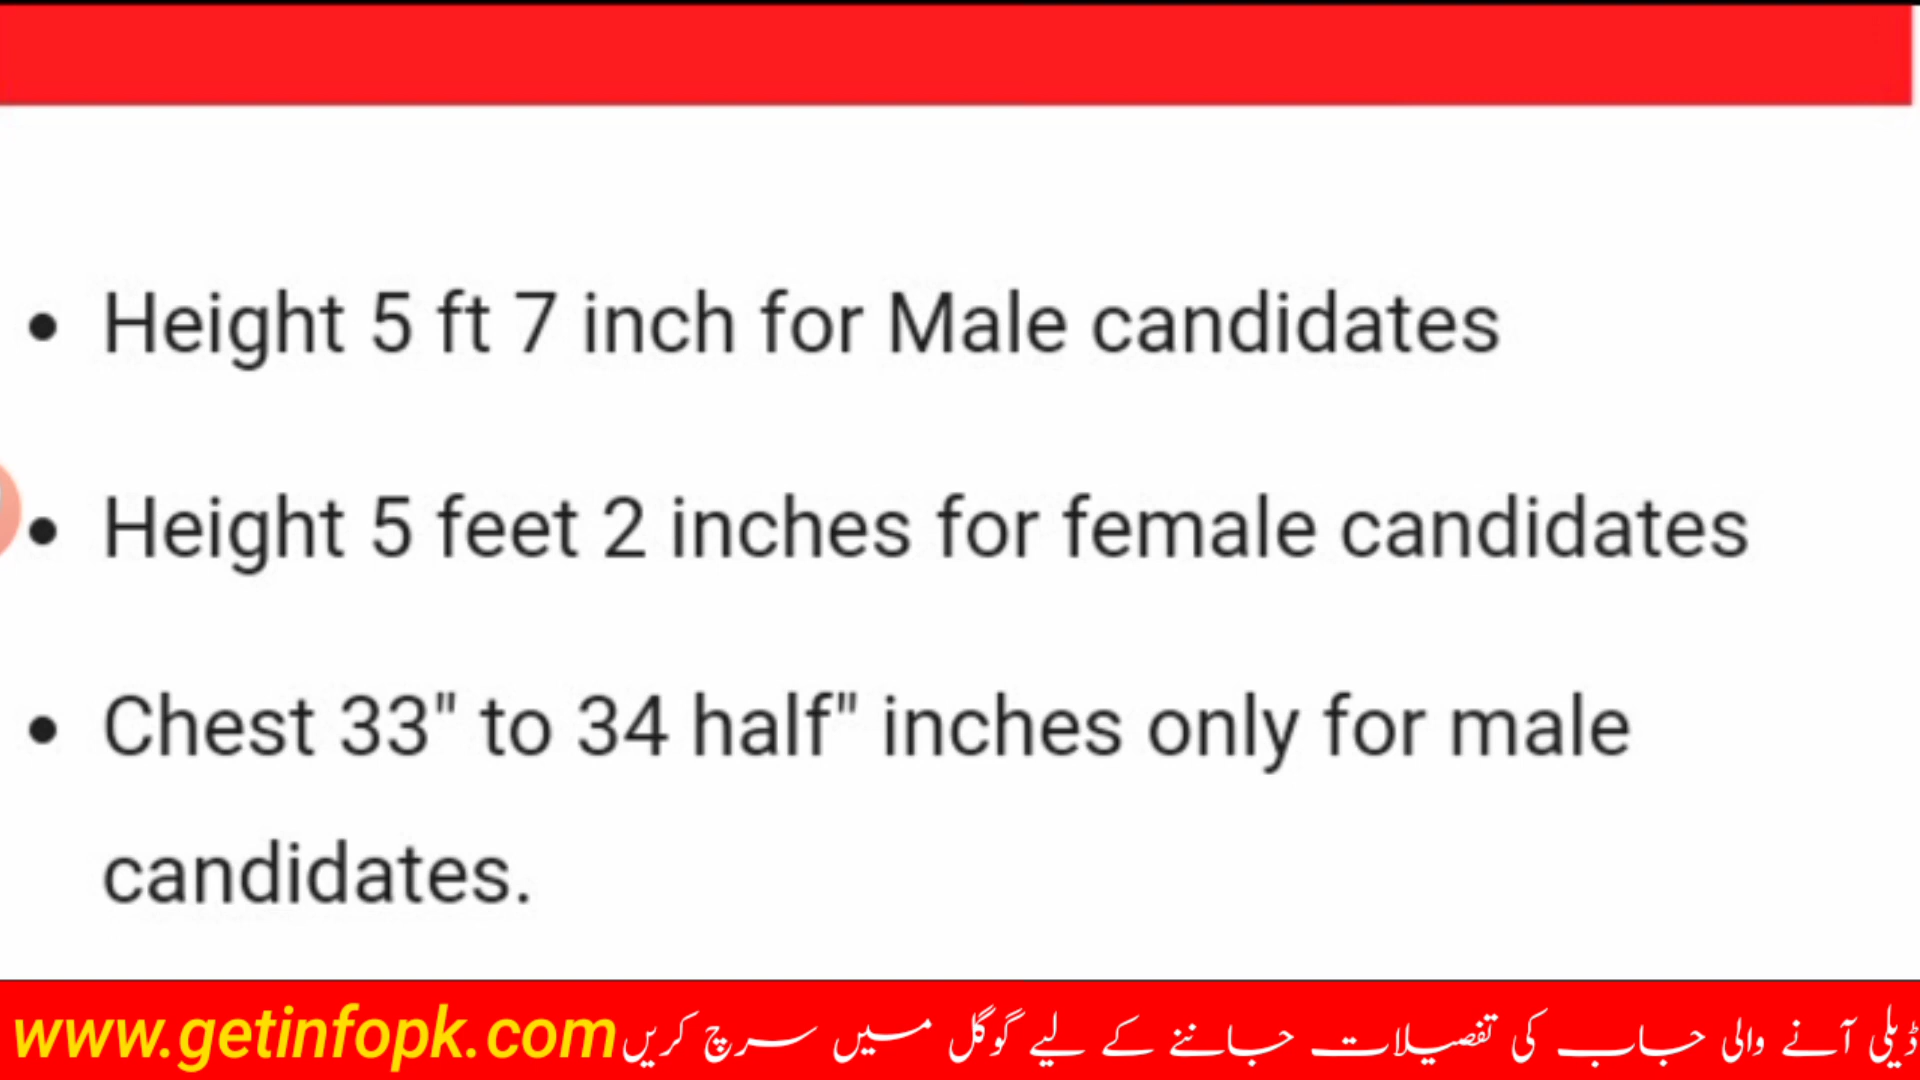 • Height 5 ft 7 inch for Male candidates
• Height 5 feet 2 inches for female candidates
• Chest 33" to 34 half" inches only for male
candidates.
www.getinfopk.com ڈیلی آنے والی جاب کی تفصیلات جاننے کے لیے گوگل میں سرچ کریں